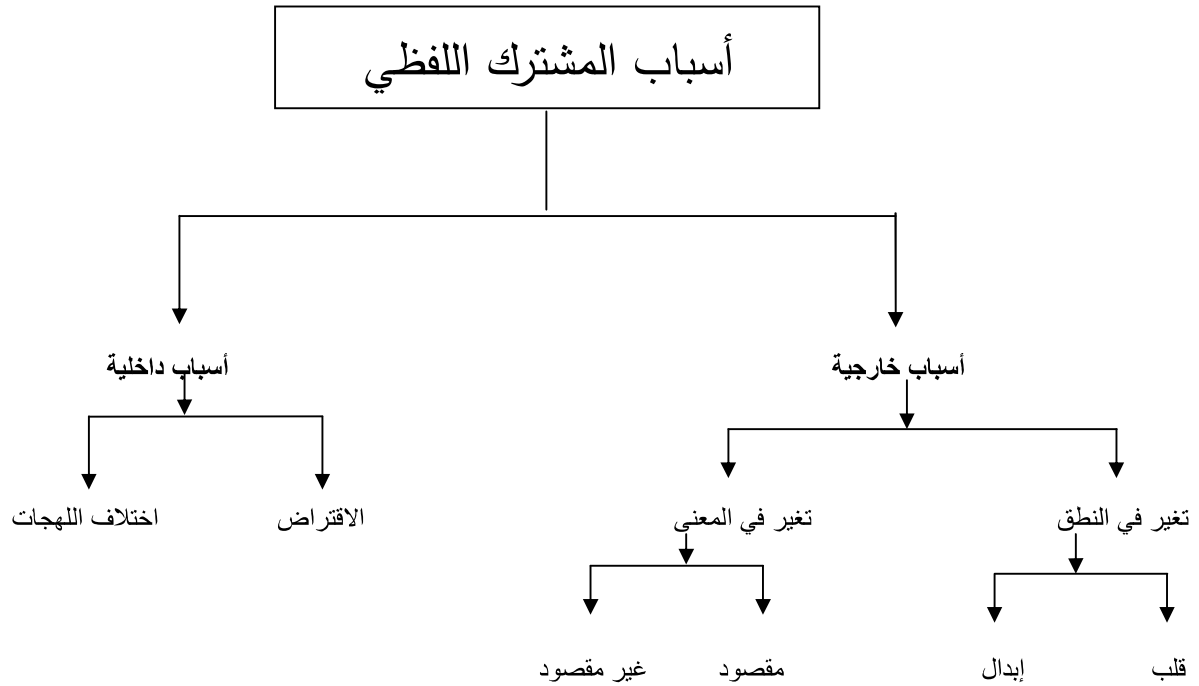 أسباب المشترك اللفظي
أسباب خارجية
أسباب داخلية
تغير في النطق
تغير في المعنى
الاقتراض
اختلاف اللهجات
قلب
إبدال
مقصود
غير مقصود